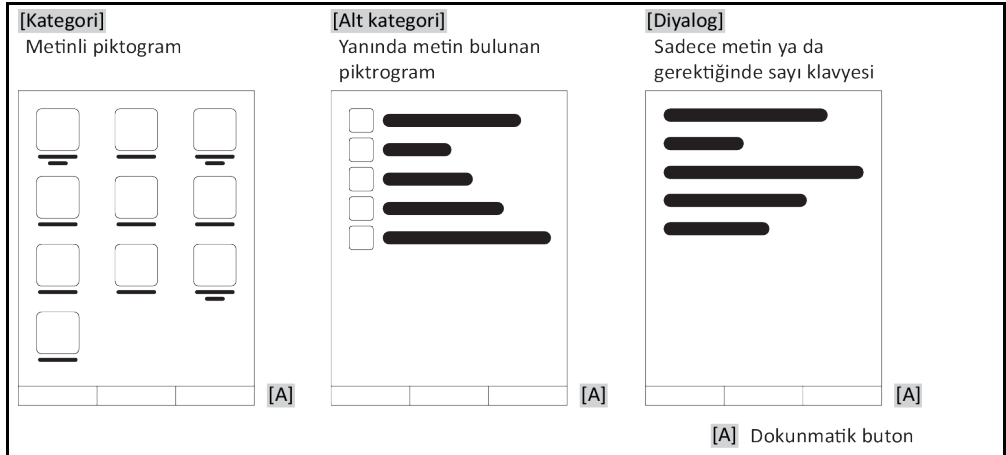 [Kategori]
Metinli piktogram
[Alt kategori]
Yanında metin bulunan
piktrogram
[Diyalog]
Sadece metin ya da
gerektiğinde sayı klavyesi
[A]
[A]
[A]
[A] Dokunmatik buton